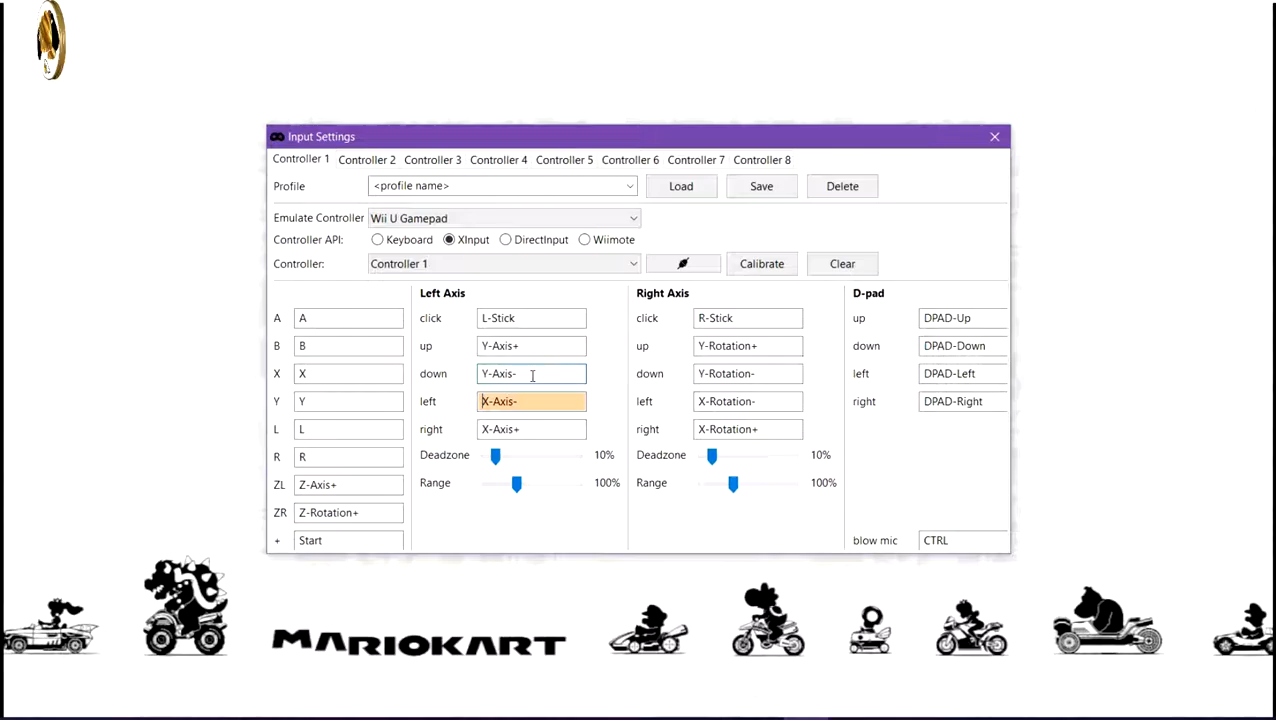 Input Settings
Controller 1 Controller 2 Controller 3 Controller 4 Controller 5 Controller 6 Controller 7 Controller 8
Profile <profile name> Load Save Delete
Emulate Controller Wii U Gamepad
Controller API: Keyboard XInput DirectInput Wiimote
Controller: Controller 1 Calibrate Clear
Left Axis Right Axis D-pad
A A click L-Stick click R-Stick up DPAD-Up
B B up Y-Axis+ up Y-Rotation+ down DPAD-Down
X X down Y-Axis- down Y-Rotation- left DPAD-Left
Y Y left X-Axis- left X-Rotation- right DPAD-Right
L L right X-Axis+ right X-Rotation+
R R Deadzone 10% Deadzone 10%
ZL Z-Axis+ Range 100% Range 100%
ZR Z-Rotation+
+ Start blow mic CTRL
MARIOKART